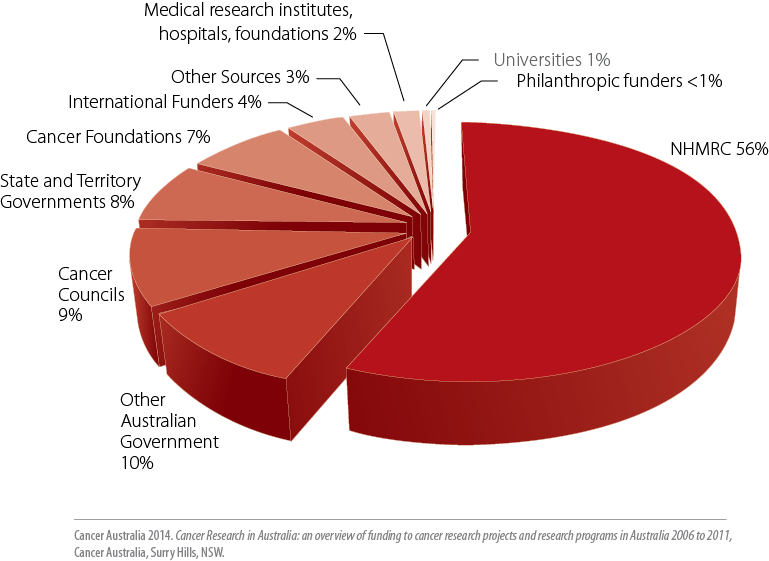 Medical research institutes,
hospitals, foundations 2%
Universities 1%
Other Sources 3%
Philanthropic funders <1%
International Funders 4%
Cancer Foundations 7%
NHMRC 56%
State and Territory
Governments 8%
Cancer
Councils
9%
Other
Australian
Government
10%
Cancer Australia 2014. Cancer Research in Australia: an overview of funding to cancer research projects and research programs in Australia 2006 to 2011,
Cancer Australia, Surry Hills, NSW.